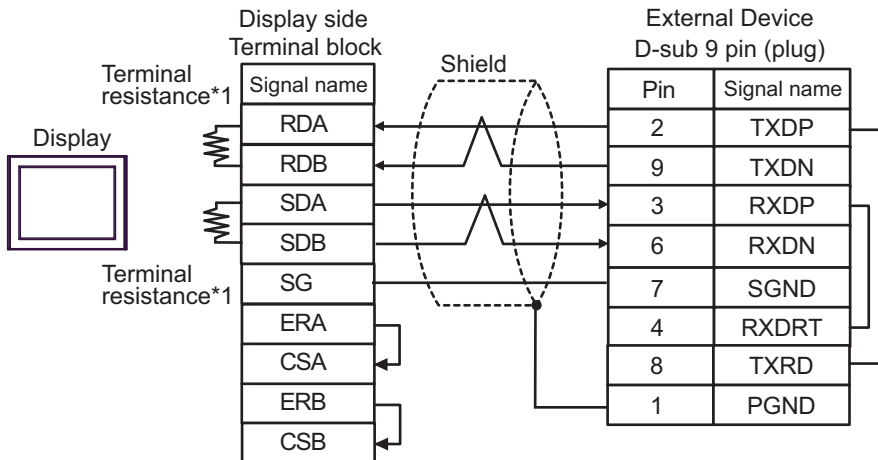 Display side
Terminal block
External Device
D-sub 9 pin (plug)
Shield
Terminal
resistance*1
Display
Terminal
resistance*1
Signal name
RDA
RDB
SDA
SDB
SG
ERA
CSA
ERB
CSB
Pin Signal name
2 TXDP
9 TXDN
3 RXDP
6 RXDN
7 SGND
4 RXDRT
8 TXRD
1 PGND